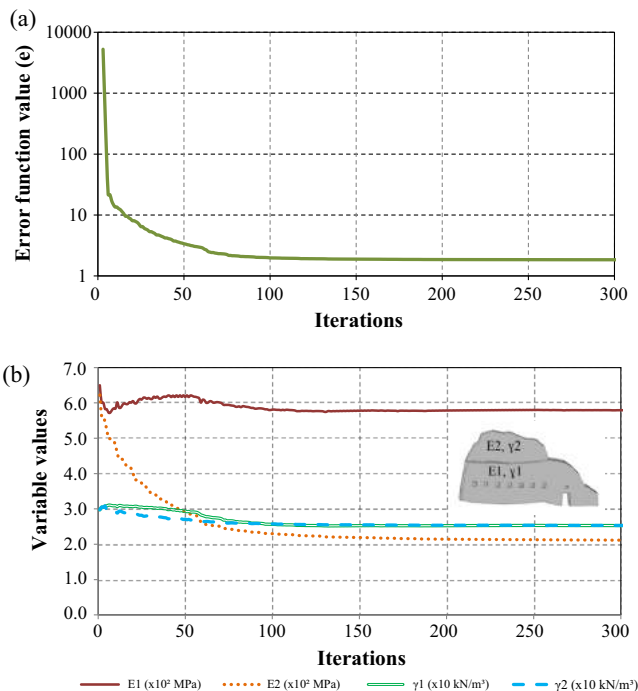 (a)
Error function value (e)
10000
1000
100
10
1
0 50 100 150 200 250 300
Iterations
(b)
Variable values
7.0
6.0
5.0
4.0
3.0
2.0
1.0
0.0
E2, γ2
E1, γ1
0 50 100 150 200 250 300
Iterations
E1 (x10² MPa) E2 (x10² MPa) γ1 (x10 kN/m³) γ2 (x10 kN/m³)